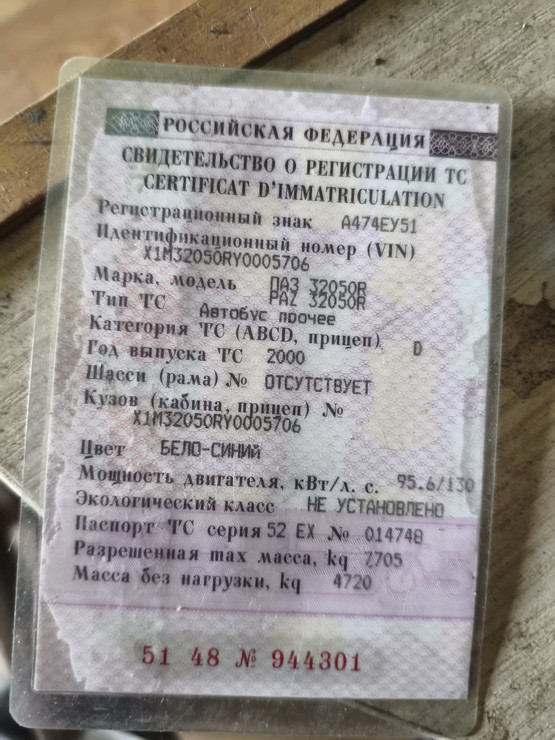 РОССИЙСКАЯ ФЕДЕРАЦИЯ
СВИДЕТЕЛЬСТВО О РЕГИСТРАЦИИ ТС
CERTIFICAT D'IMMATRICULATION
Регистрационный знак А474ЕУ51
Идентификационный номер (VIN)
X1M32050RY0005706
Марка, модель ПАЗ 32050R
PAZ 32050R
Тип ТС Автобус прочее
Категория ТС (ABCD, прицеп) D
Год выпуска ТС 2000
Шасси (рама) № ОТСУТСТВУЕТ
Кузов (кабина, прицеп) №
X1M32050RY0005706
Цвет БЕЛО-СИНИЙ
Мощность двигателя, кВт/л. с. 95.6/130
Экологический класс НЕ УСТАНОВЛЕНО
Паспорт ТС серия 52 ЕХ № 014748
Разрешенная max масса, kg 7705
Масса без нагрузки, kg 4720
51 48 № 944301